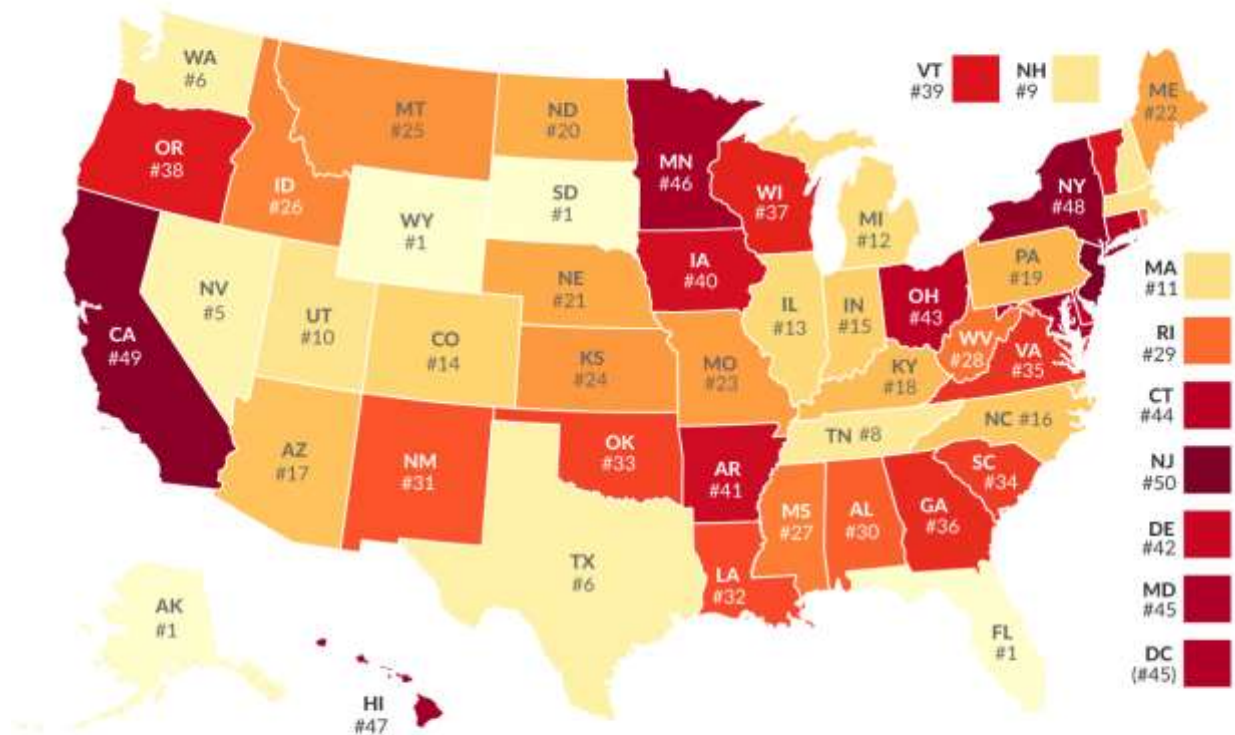 WA
#6
VT
#39
NH
#9
ME
#22
MT
#25
ND
#20
OR
#38
MN
#46
ID
#26
WI
#37
NY
#48
SD
#1
WY
#1
MI
#12
IA
#40
PA
#19
MA
#11
NE
#21
NV
#5
IL
#13
IN
#15
OH
#43
UT
#10
CA
#49
CO
#14
WV
#28
VA
#35
RI
#29
KS
#24
MO
#23
KY
#18
CT
#44
TN #8
NC #16
AZ
#17
NM
#31
OK
#33
AR
#41
SC
#34
NJ
#50
MS
#27
AL
#30
GA
#36
DE
#42
TX
#6
LA
#32
MD
#45
AK
#1
FL
#1
DC
(#45)
HI
#47